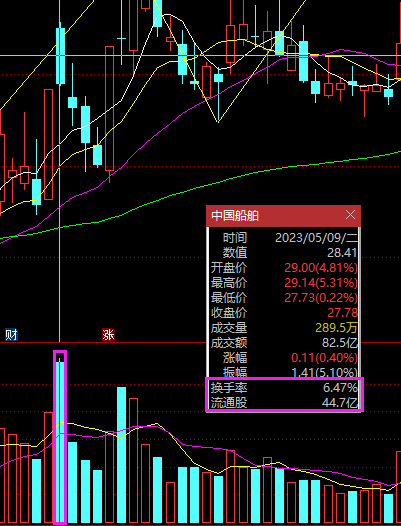 中国船舶
时间 2023/05/09/二
数值 28.41
开盘价 29.00(4.81%)
最高价 29.14(5.31%)
最低价 27.73(0.22%)
收盘价 27.78
成交量 289.5万
成交额 82.5亿
涨幅 0.11(0.40%)
振幅 1.41(5.10%)
换手率 6.47%
流通股 44.7亿
财 涨